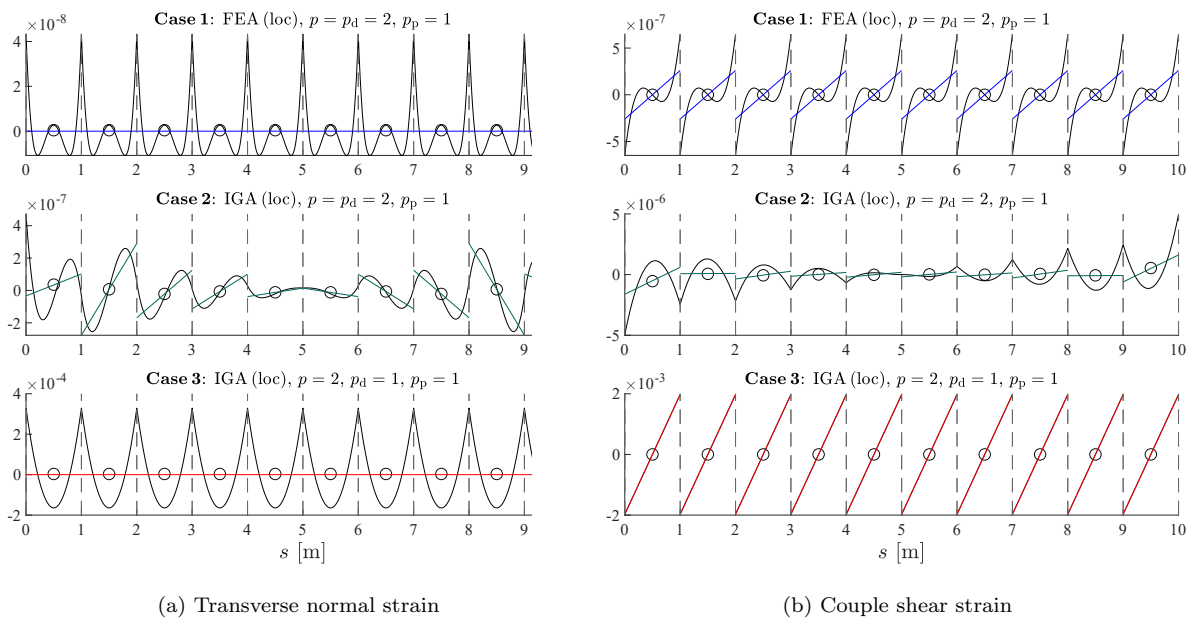 Case 1: FEA (loc), p = p_d = 2, p_p = 1
×10^-8
4
2
0
0 1 2 3 4 5 6 7 8 9
Case 2: IGA (loc), p = p_d = 2, p_p = 1
×10^-7
4
2
0
-2
0 1 2 3 4 5 6 7 8 9
Case 3: IGA (loc), p = 2, p_d = 1, p_p = 1
×10^-4
4
2
0
-2
0 1 2 3 4 5 6 7 8 9
s [m]
(a) Transverse normal strain
Case 1: FEA (loc), p = p_d = 2, p_p = 1
×10^-7
5
0
-5
0 1 2 3 4 5 6 7 8 9 10
Case 2: IGA (loc), p = p_d = 2, p_p = 1
×10^-6
5
0
-5
0 1 2 3 4 5 6 7 8 9 10
Case 3: IGA (loc), p = 2, p_d = 1, p_p = 1
×10^-3
2
0
-2
0 1 2 3 4 5 6 7 8 9 10
s [m]
(b) Couple shear strain